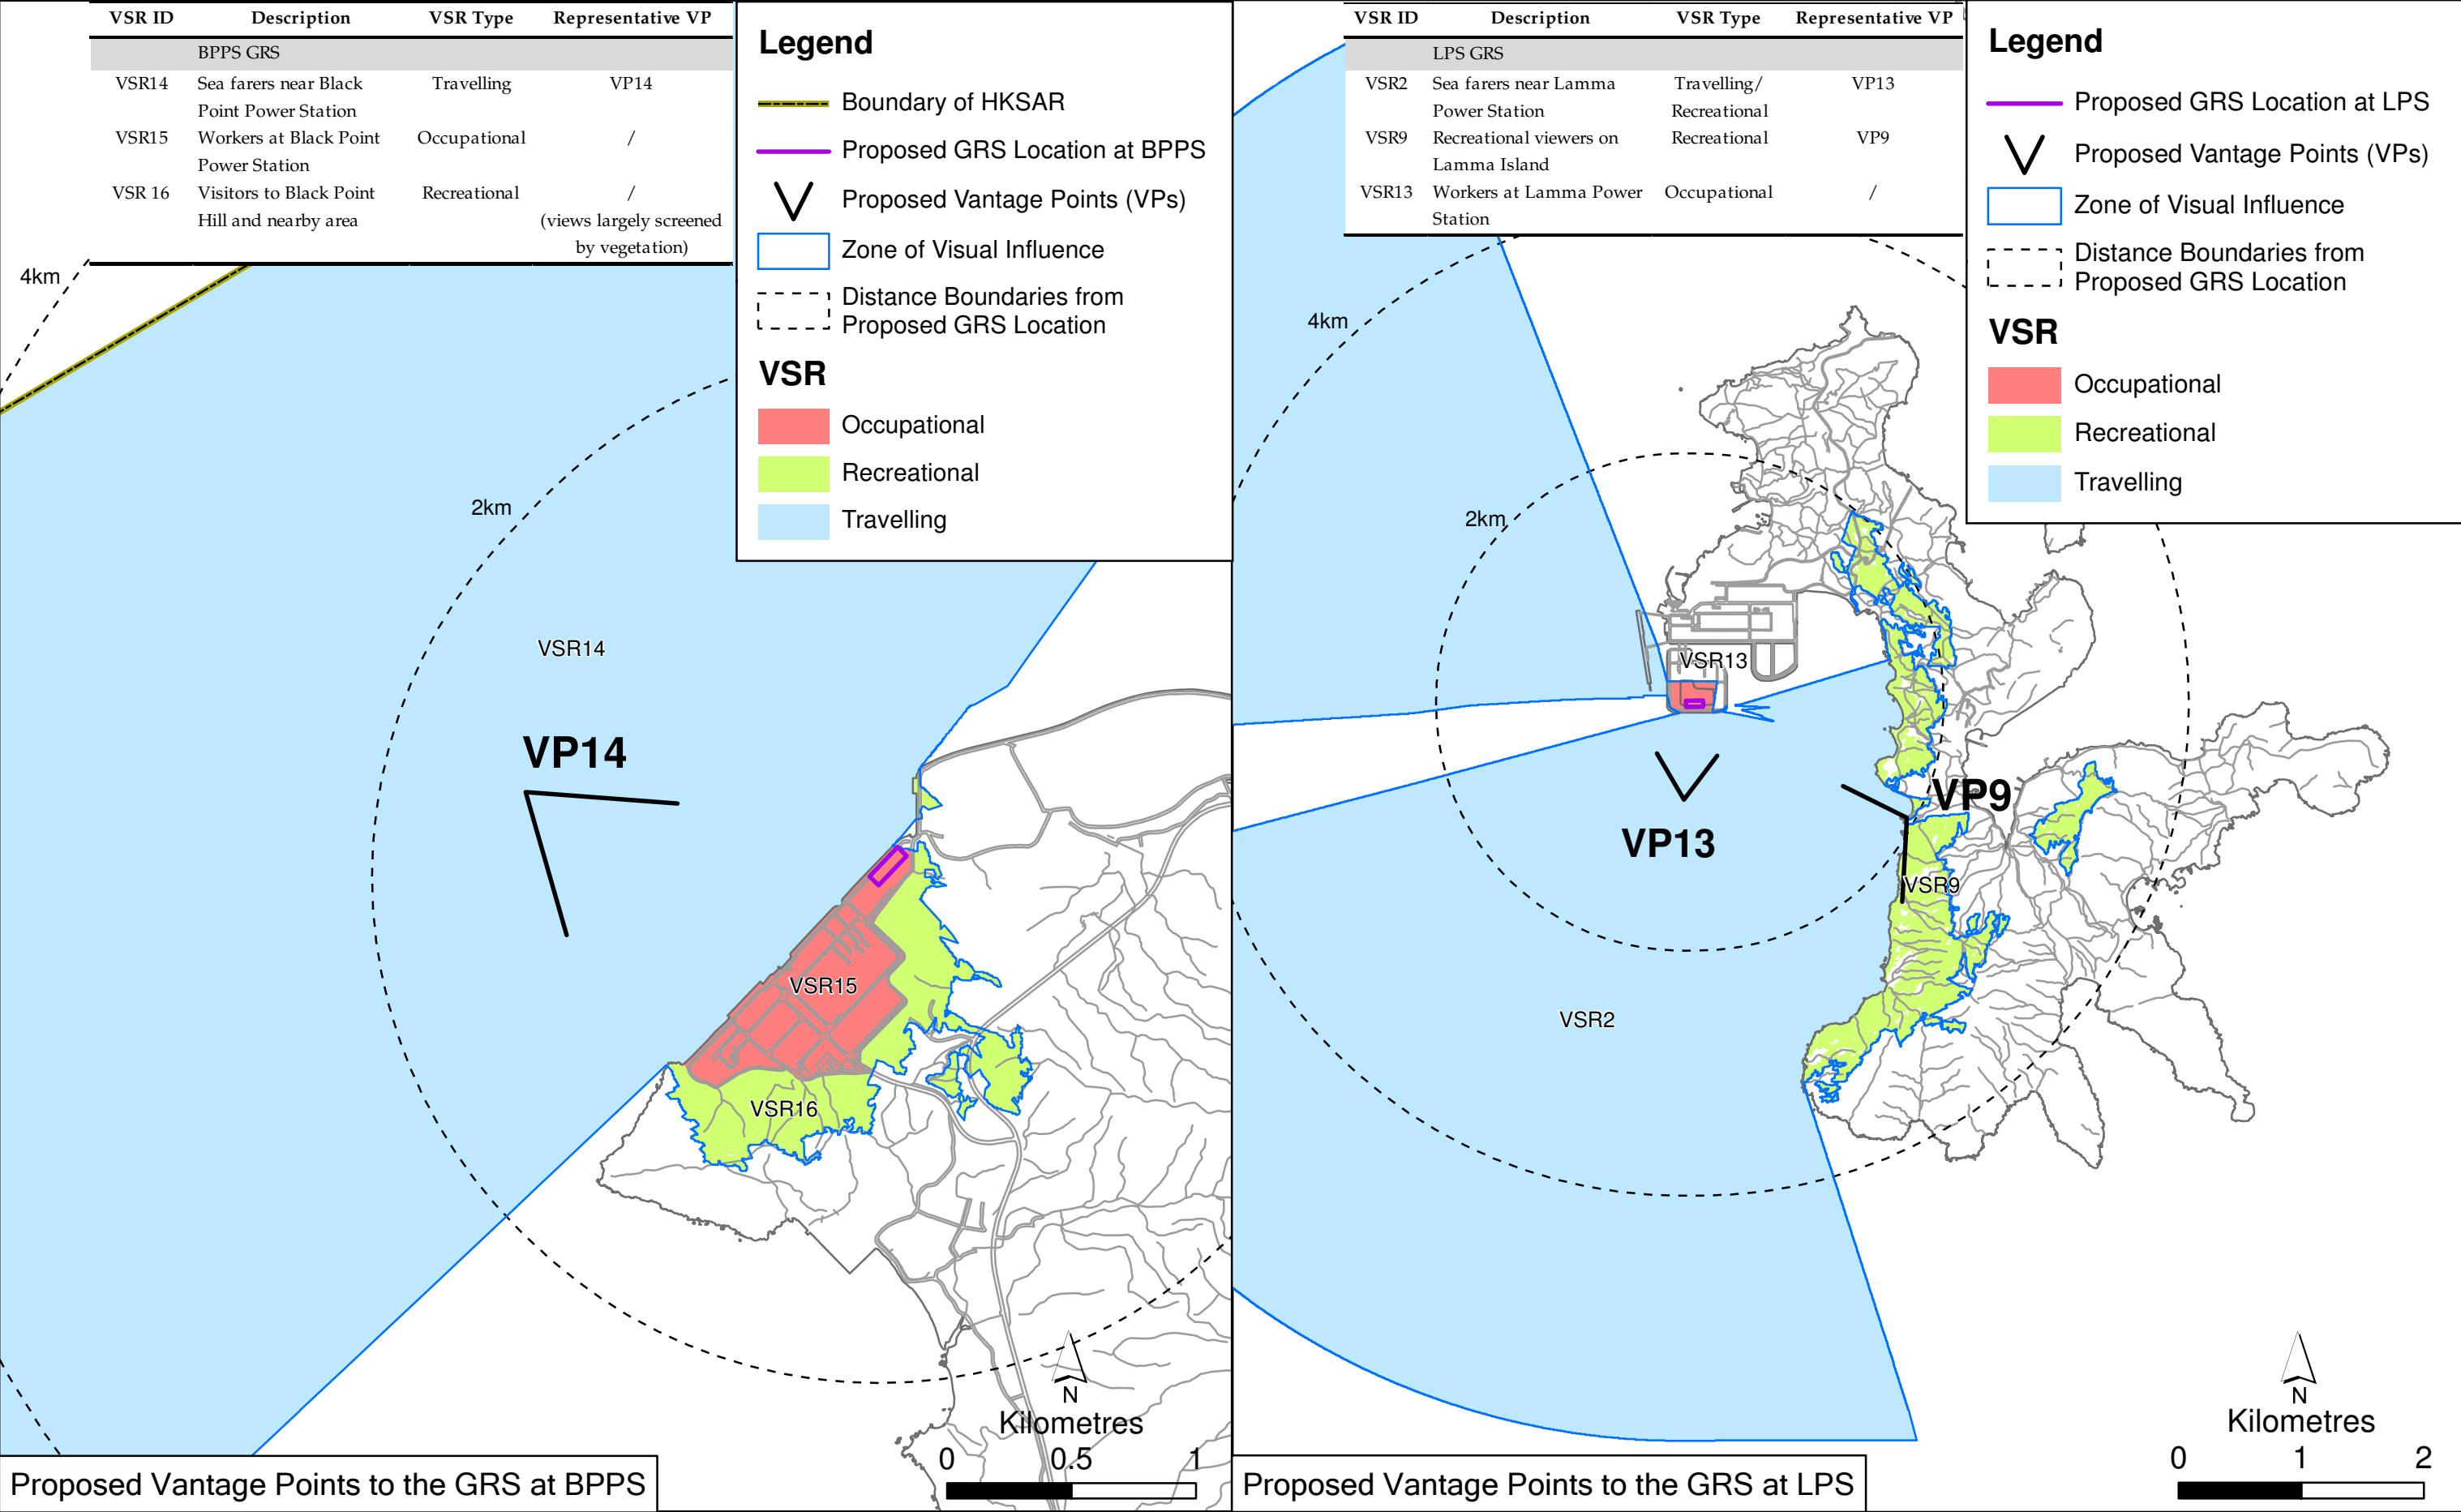 VSR ID Description VSR Type Representative VP
BPPS GRS
VSR14 Sea farers near Black Travelling VP14
Point Power Station
VSR15 Workers at Black Point Occupational /
Power Station
VSR 16 Visitors to Black Point Recreational /
Hill and nearby area (views largely screened
by vegetation)
Legend
Boundary of HKSAR
Proposed GRS Location at BPPS
Proposed Vantage Points (VPs)
Zone of Visual Influence
Distance Boundaries from
Proposed GRS Location
VSR
Occupational
Recreational
Travelling
4km
2km
VSR14
VP14
VSR15
VSR16
N
Kilometres
0 0.5 1
Proposed Vantage Points to the GRS at BPPS
VSR ID Description VSR Type Representative VP
LPS GRS
VSR2 Sea farers near Lamma Travelling/ VP13
Power Station Recreational
VSR9 Recreational viewers on Recreational VP9
Lamma Island
VSR13 Workers at Lamma Power Occupational /
Station
Legend
Proposed GRS Location at LPS
Proposed Vantage Points (VPs)
Zone of Visual Influence
Distance Boundaries from
Proposed GRS Location
VSR
Occupational
Recreational
Travelling
4km
2km
VSR13
VP9
VP13
VSR9
VSR2
N
Kilometres
0 1 2
Proposed Vantage Points to the GRS at LPS